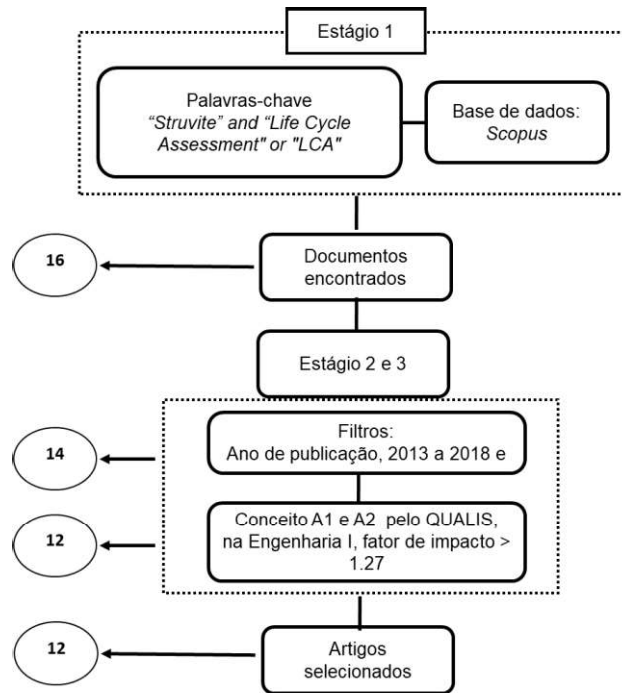 Estágio 1
Palavras-chave
“Struvite” and “Life Cycle
Assessment" or "LCA"
Base de dados:
Scopus
16
Documentos
encontrados
Estágio 2 e 3
14
Filtros:
Ano de publicação, 2013 a 2018 e
12
Conceito A1 e A2 pelo QUALIS,
na Engenharia I, fator de impacto >
1.27
12
Artigos
selecionados